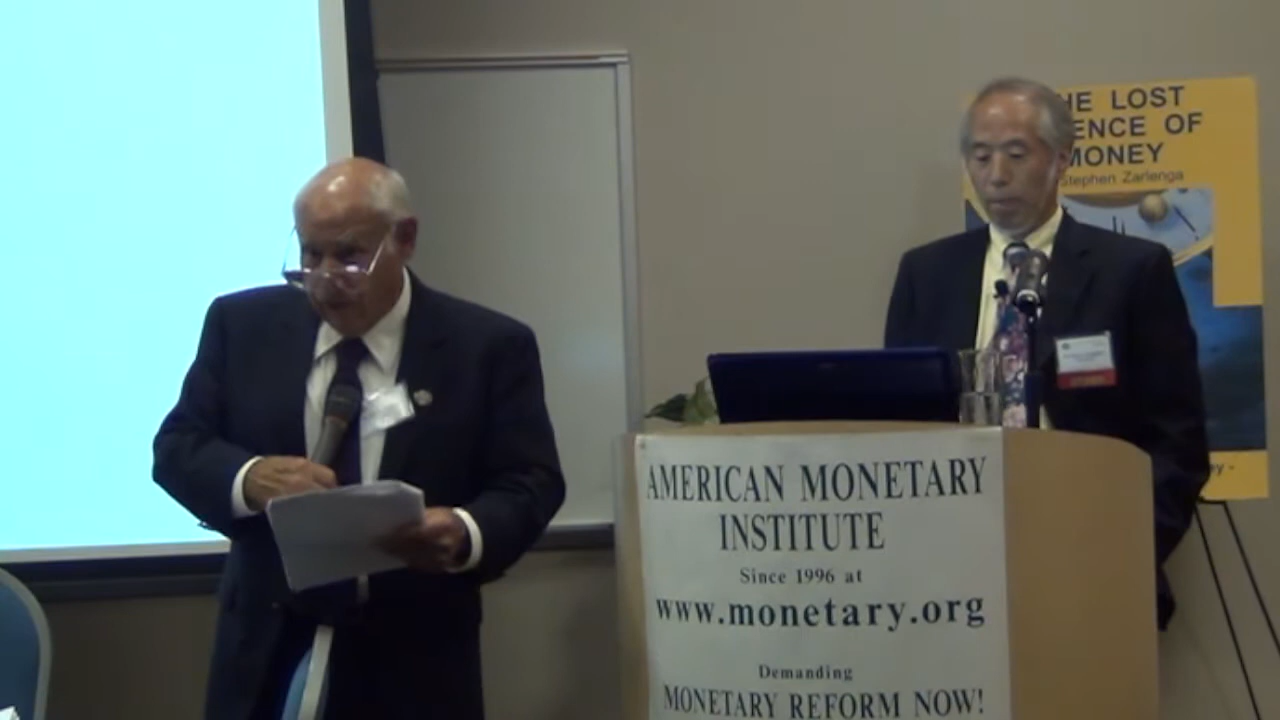 HE LOST
ENCE OF
MONEY
Stephen Zarlenga
AMERICAN MONETARY
INSTITUTE
Since 1996 at
www.monetary.org
Demanding
MONETARY REFORM NOW!